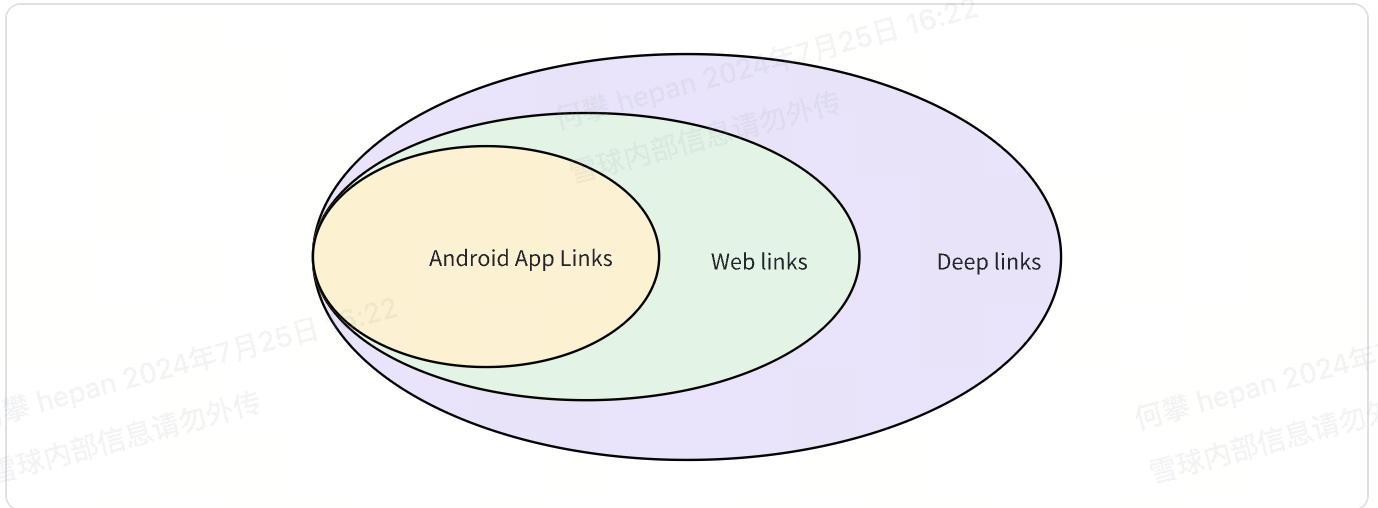 何攀 hepan 2024年7月25日 16:22
雪球内部信息请勿外传
Android App Links
Web links
Deep links
攀 hepan 2024年7月25日 16:22
雪球内部信息请勿外传
何攀 hepan 2024年7
雪球内部信息请勿外